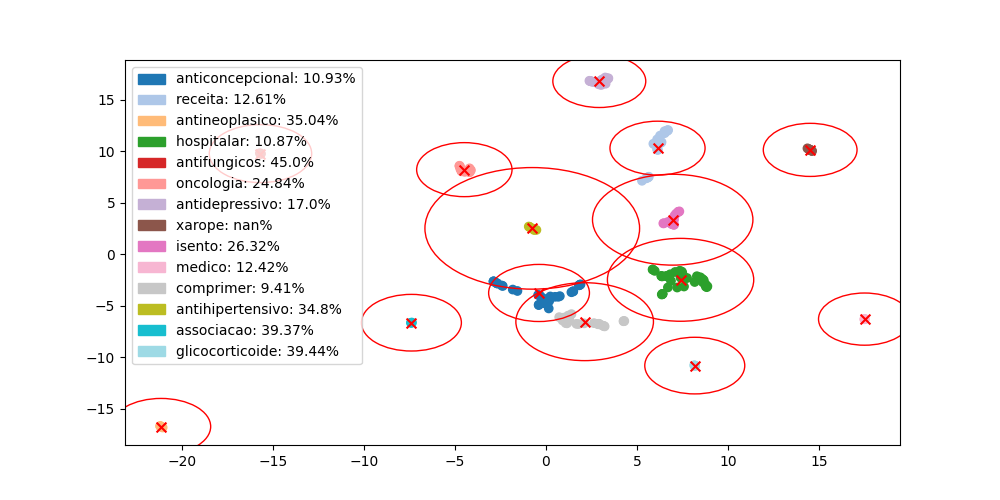 anticoncepcional: 10.93%
receita: 12.61%
antineoplasico: 35.04%
hospitalar: 10.87%
antifungicos: 45.0%
oncologia: 24.84%
antidepressivo: 17.0%
xarope: nan%
isento: 26.32%
medico: 12.42%
comprimer: 9.41%
antihipertensivo: 34.8%
associacao: 39.37%
glicocorticoide: 39.44%
15
10
5
0
−5
−10
−15
−20 −15 −10 −5 0 5 10 15